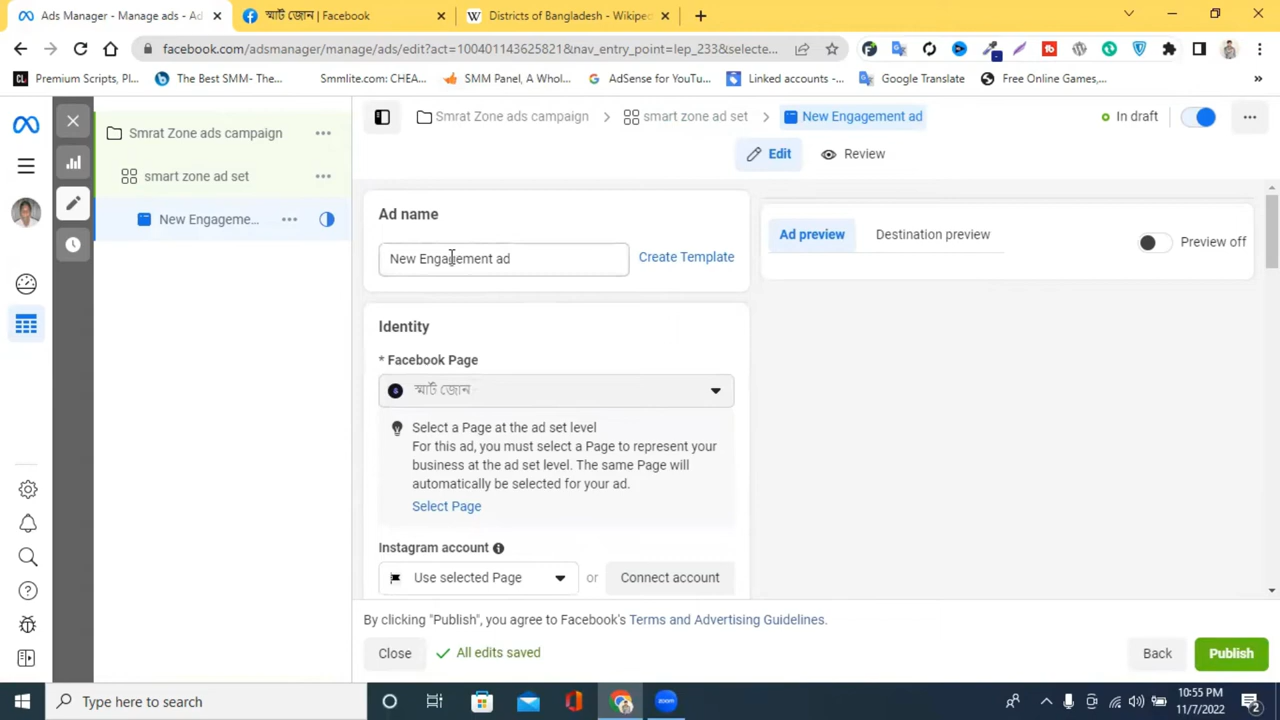 Ads Manager - Manage ads - Ad
স্মার্ট জোন | Facebook
Districts of Bangladesh - Wikiped
facebook.com/adsmanager/manage/ads/edit?act=100401143625821&nav_entry_point=lep_233&selecte...
Premium Scripts, Pl...
The Best SMM- The...
Smmlite.com: CHEA...
SMM Panel, A Whol...
AdSense for YouTu...
Linked accounts -...
Google Translate
Free Online Games,...
Smrat Zone ads campaign
smart zone ad set
New Engageme...
Smrat Zone ads campaign > smart zone ad set > New Engagement ad
In draft
Edit
Review
Ad name
New Engagement ad
Create Template
Ad preview
Destination preview
Preview off
Identity
* Facebook Page
স্মার্ট জোন
Select a Page at the ad set level
For this ad, you must select a Page to represent your
business at the ad set level. The same Page will
automatically be selected for your ad.
Select Page
Instagram account
Use selected Page
or
Connect account
By clicking "Publish", you agree to Facebook's Terms and Advertising Guidelines.
Close
All edits saved
Back
Publish
Type here to search
10:55 PM
11/7/2022
2